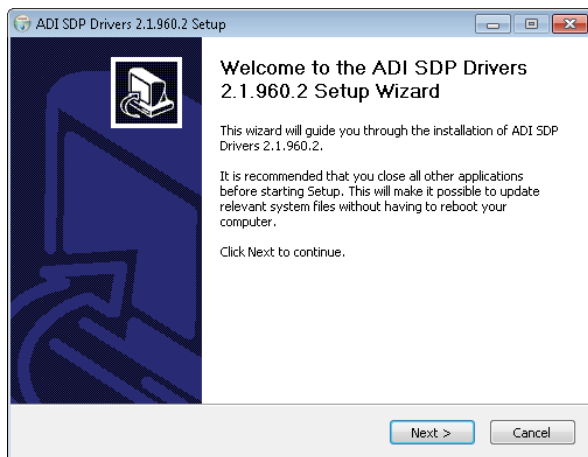 ADI SDP Drivers 2.1.960.2 Setup
Welcome to the ADI SDP Drivers
2.1.960.2 Setup Wizard
This wizard will guide you through the installation of ADI SDP
Drivers 2.1.960.2.
It is recommended that you close all other applications
before starting Setup. This will make it possible to update
relevant system files without having to reboot your
computer.
Click Next to continue.
Next >
Cancel